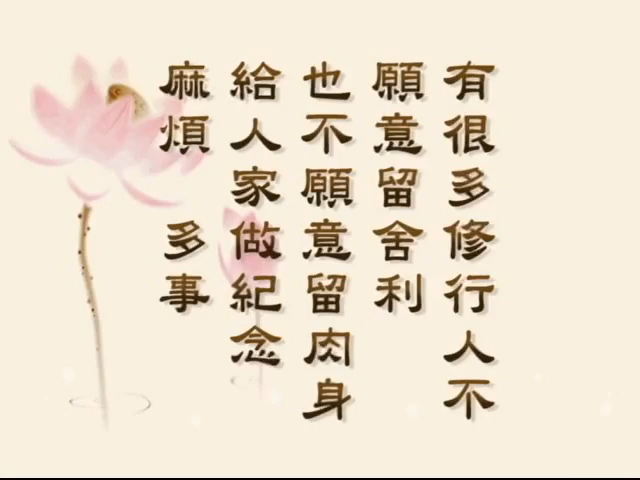 有很多修行人不
願意留舍利
也不願意留肉身
給人家做紀念
麻煩 多事